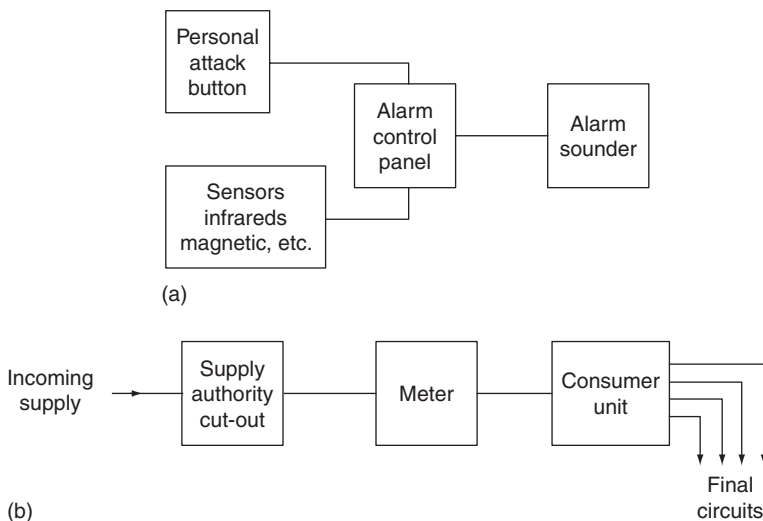 Personal
attack
button
Alarm
control
panel
Alarm
sounder
Sensors
infrareds
magnetic, etc.
(a)
Incoming
supply
Supply
authority
cut-out
Meter
Consumer
unit
Final
circuits
(b)